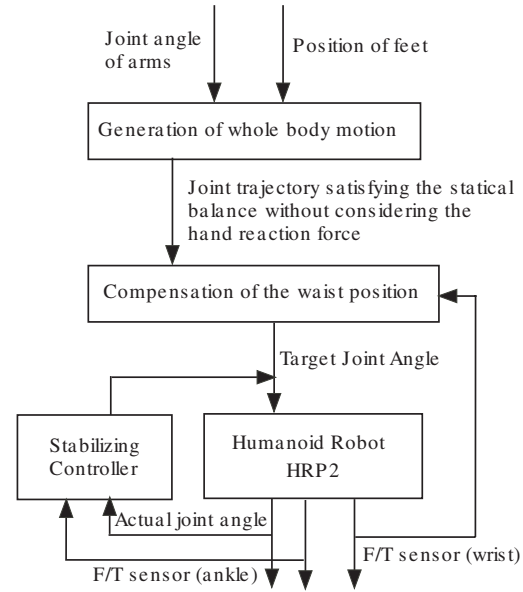 Joint angle
of arms
Position of feet
Generation of whole body motion
Joint trajectory satisfying the statical
balance without considering the
hand reaction force
Compensation of the waist position
Target Joint Angle
Stabilizing
Controller
Humanoid Robot
HRP2
Actual joint angle
F/T sensor (wrist)
F/T sensor (ankle)